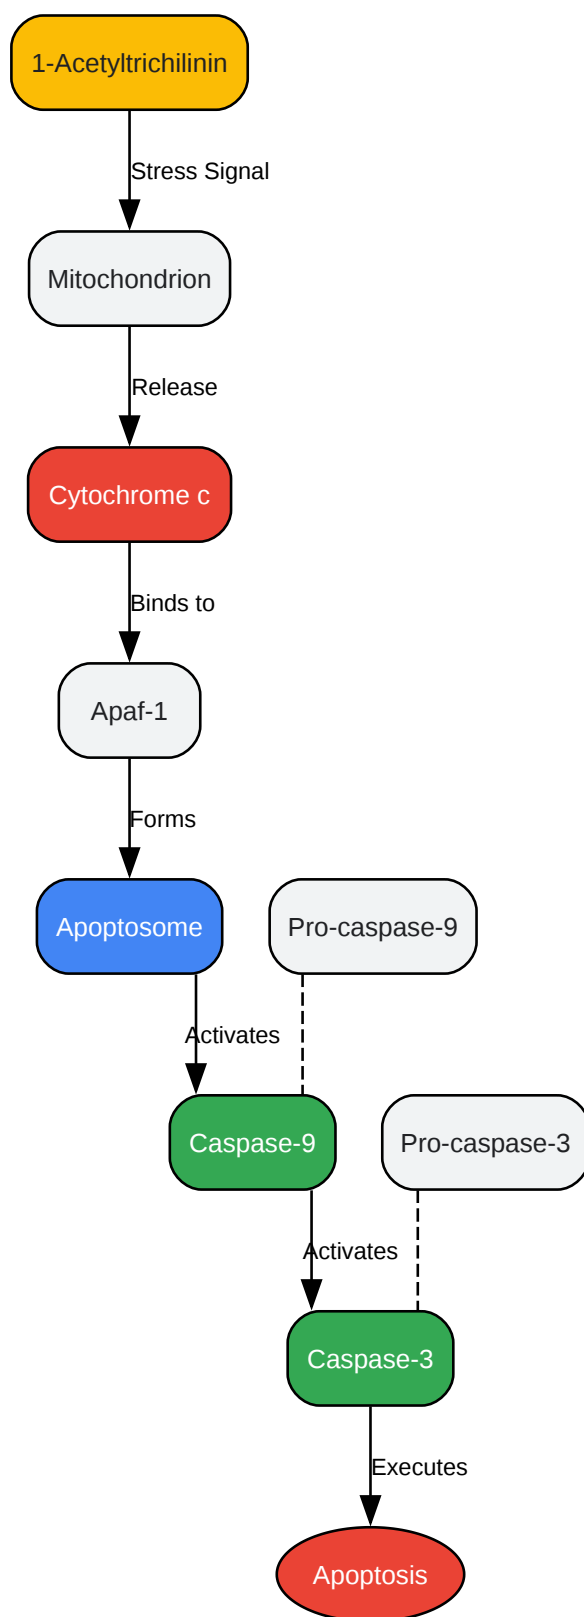 1-Acetyltrichilinin
Stress Signal
Mitochondrion
Release
Cytochrome c
Binds to
Apaf-1
Forms
Apoptosome
Pro-caspase-9
Activates
Caspase-9
Pro-caspase-3
Activates
Caspase-3
Executes
Apoptosis